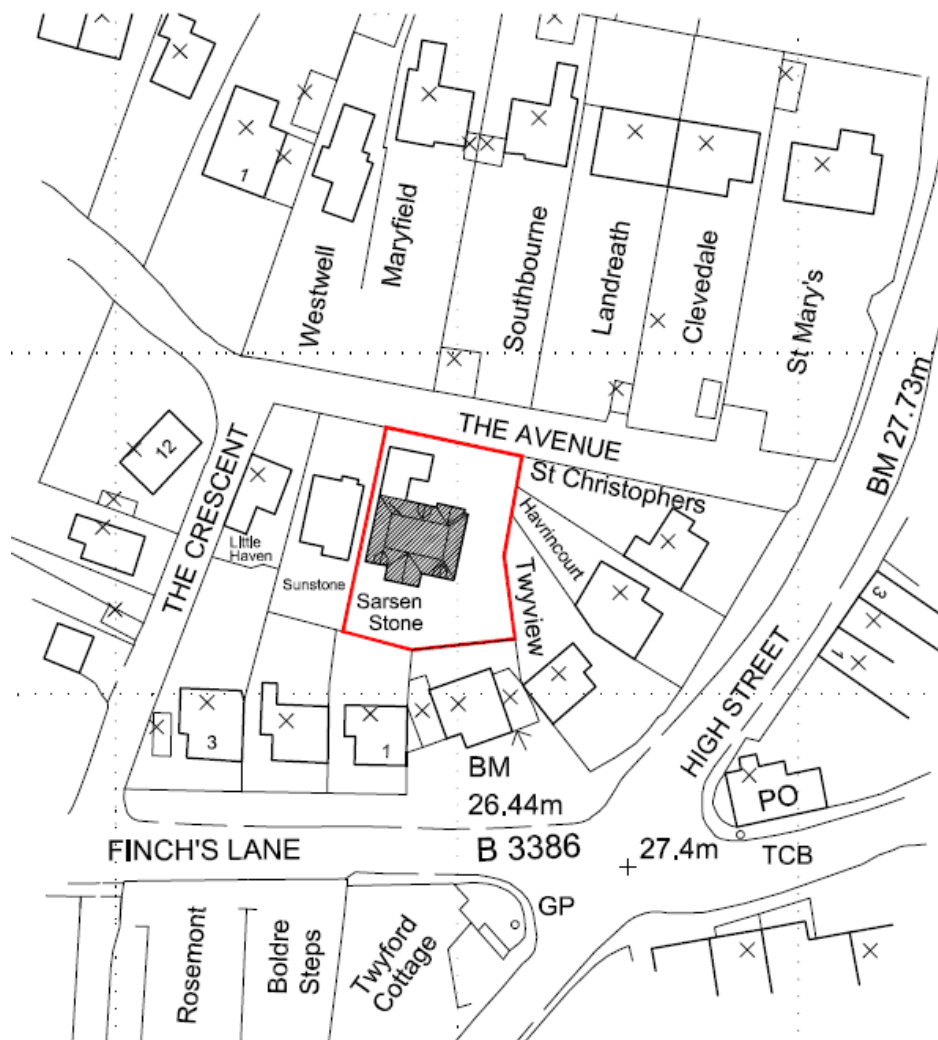 1
Westwell
Maryfield
Southbourne
Landreath
Clevedale
St Mary's
BM 27.73m
THE AVENUE
St Christophers
12
THE CRESCENT
Little
Haven
Sunstone
Sarsen
Stone
Havrincourt
Twyview
HIGH STREET
3
1
3
1
BM
26.44m
PO
FINCH'S LANE
B 3386
27.4m
TCB
GP
Rosemont
Boldre
Steps
Twyford
Cottage